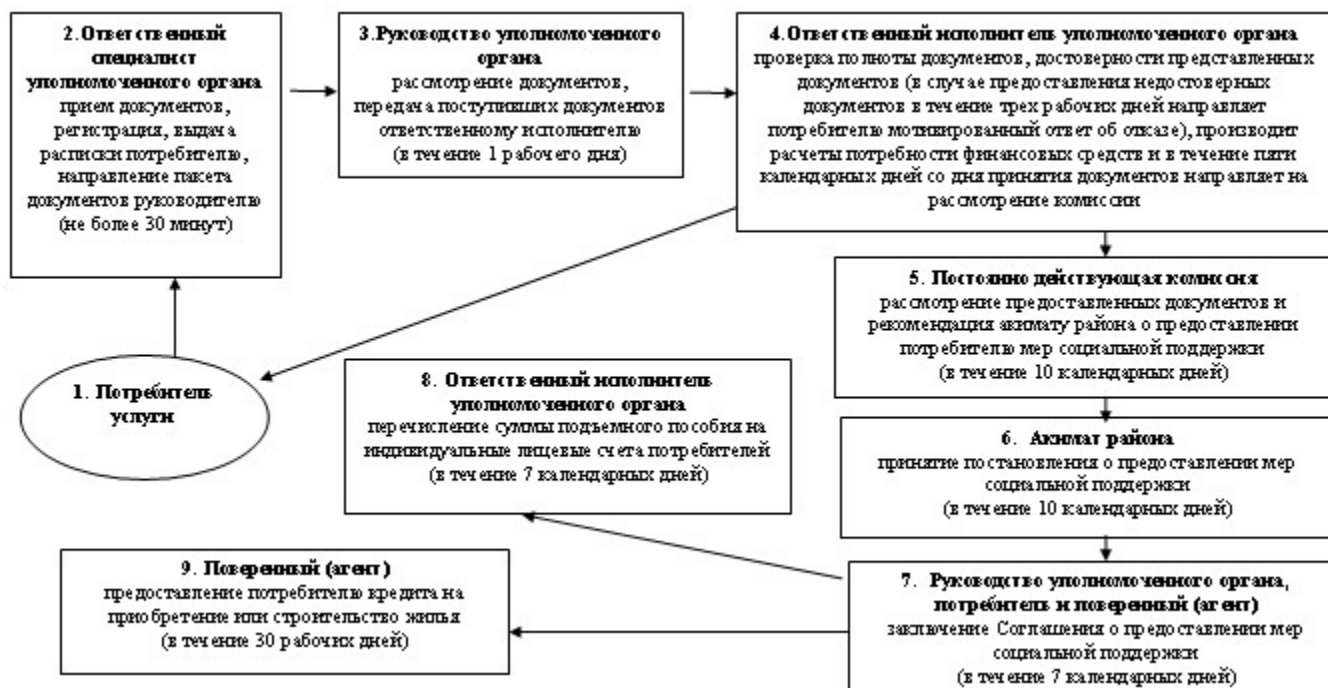 2.Ответственный
специалист
уполномоченного органа
прием документов,
регистрация, выдача
расписки потребителю,
направление пакета
документов руководителю
(не более 30 минут)
3.Руководство уполномоченного
органа
рассмотрение документов,
передача поступивших документов
ответственному исполнителю
(в течение 1 рабочего дня)
4.Ответственный исполнитель уполномоченного органа
проверка полноты документов, достоверности представленных
документов (в случае предоставления недостоверных
документов в течение трех рабочих дней направляет
потребителю мотивированный ответ об отказе), производит
расчеты потребности финансовых средств и в течение пяти
календарных дней со дня принятия документов направляет на
рассмотрение комиссии
5. Постоянно действующая комиссия
рассмотрение предоставленных документов и
рекомендация акимату района о предоставлении
потребителю мер социальной поддержки
(в течение 10 календарных дней)
1. Потребитель
услуги
8. Ответственный исполнитель
уполномоченного органа
перечисление суммы подъемного пособия на
индивидуальные лицевые счета потребителей
(в течение 7 календарных дней)
6. Акимат района
принятие постановления о предоставлении мер
социальной поддержки
(в течение 10 календарных дней)
9. Поверенный (агент)
предоставление потребителю кредита на
приобретение или строительство жилья
(в течение 30 рабочих дней)
7. Руководство уполномоченного органа,
потребитель и поверенный (агент)
заключение Соглашения о предоставлении мер
социальной поддержки
(в течение 7 календарных дней)